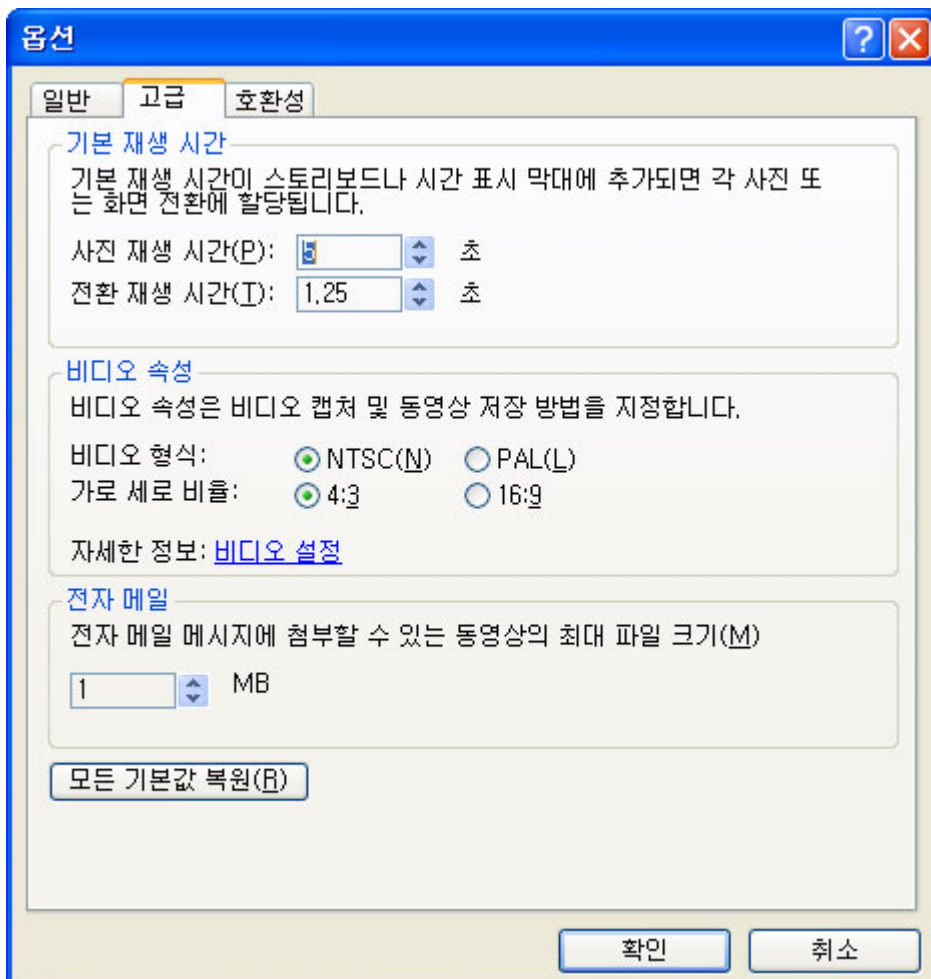 옵션
일반 고급 호환성
기본 재생 시간
기본 재생 시간이 스토리보드나 시간 표시 막대에 추가되면 각 사진 또
는 화면 전환에 할당됩니다.
사진 재생 시간(P): 5 초
전환 재생 시간(T): 1,25 초
비디오 속성
비디오 속성은 비디오 캡처 및 동영상 저장 방법을 지정합니다.
비디오 형식: NTSC(N) PAL(L)
가로 세로 비율: 4:3 16:9
자세한 정보: 비디오 설정
전자 메일
전자 메일 메시지에 첨부할 수 있는 동영상의 최대 파일 크기(M)
1 MB
모든 기본값 복원(R)
확인 취소